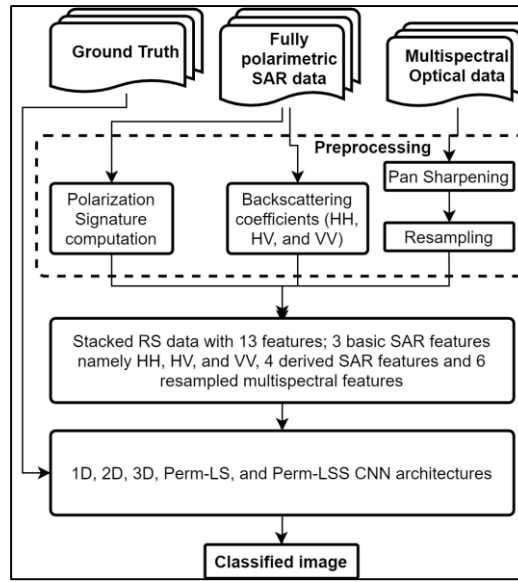 Ground Truth
Fully
polarimetric
SAR data
Multispectral
Optical data
Preprocessing
Polarization
Signature
computation
Backscattering
coefficients (HH,
HV, and VV)
Pan Sharpening
Resampling
Stacked RS data with 13 features; 3 basic SAR features
namely HH, HV, and VV, 4 derived SAR features and 6
resampled multispectral features
1D, 2D, 3D, Perm-LS, and Perm-LSS CNN architectures
Classified image